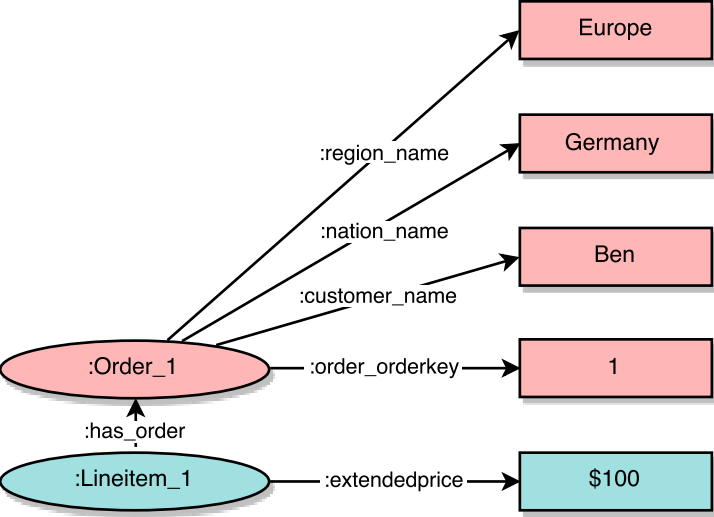 Europe
:region_name
Germany
:nation_name
Ben
:customer_name
:Order_1
:order_orderkey
1
:has_order
:Lineitem_1
:extendedprice
$100